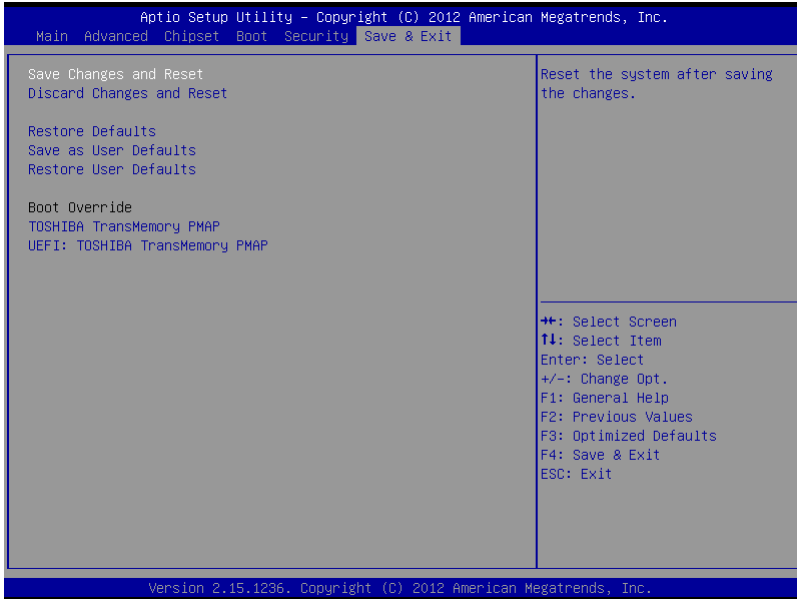 Aptio Setup Utility – Copyright (C) 2012 American Megatrends, Inc.
Main Advanced Chipset Boot Security Save & Exit
Save Changes and Reset
Discard Changes and Reset
Restore Defaults
Save as User Defaults
Restore User Defaults
Boot Override
TOSHIBA TransMemory PMAP
UEFI: TOSHIBA TransMemory PMAP
Reset the system after saving
the changes.
→←: Select Screen
↑↓: Select Item
Enter: Select
+/-: Change Opt.
F1: General Help
F2: Previous Values
F3: Optimized Defaults
F4: Save & Exit
ESC: Exit
Version 2.15.1236. Copyright (C) 2012 American Megatrends, Inc.